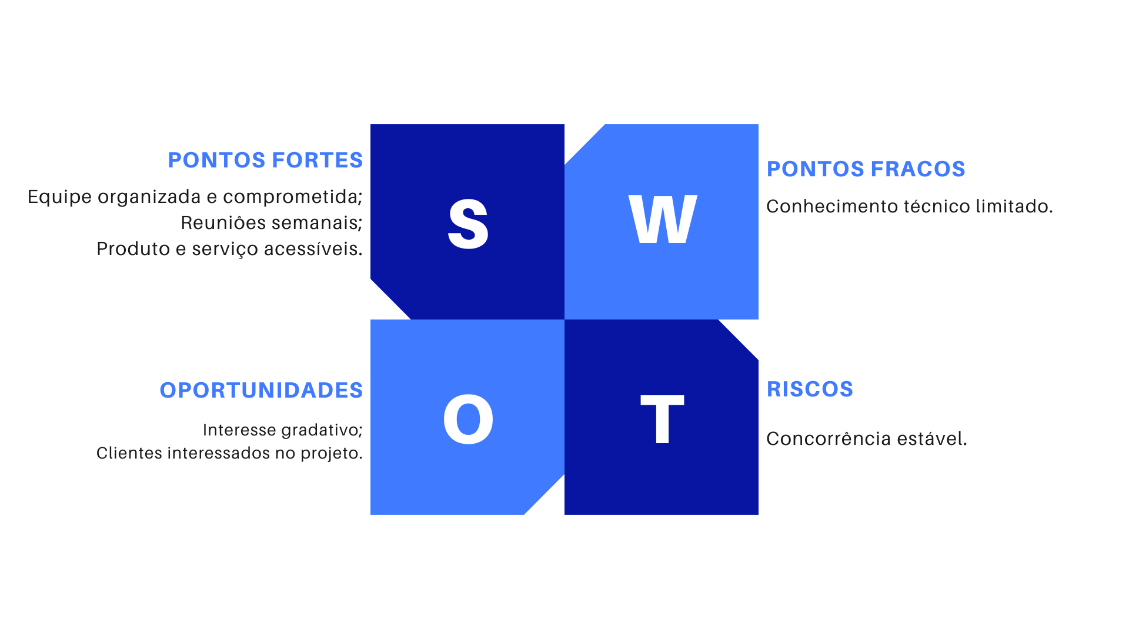 PONTOS FORTES
Equipe organizada e comprometida;
Reuniões semanais;
Produto e serviço acessíveis.
S
W
PONTOS FRACOS
Conhecimento técnico limitado.
OPORTUNIDADES
Interesse gradativo;
Clientes interessados no projeto.
O
T
RISCOS
Concorrência estável.